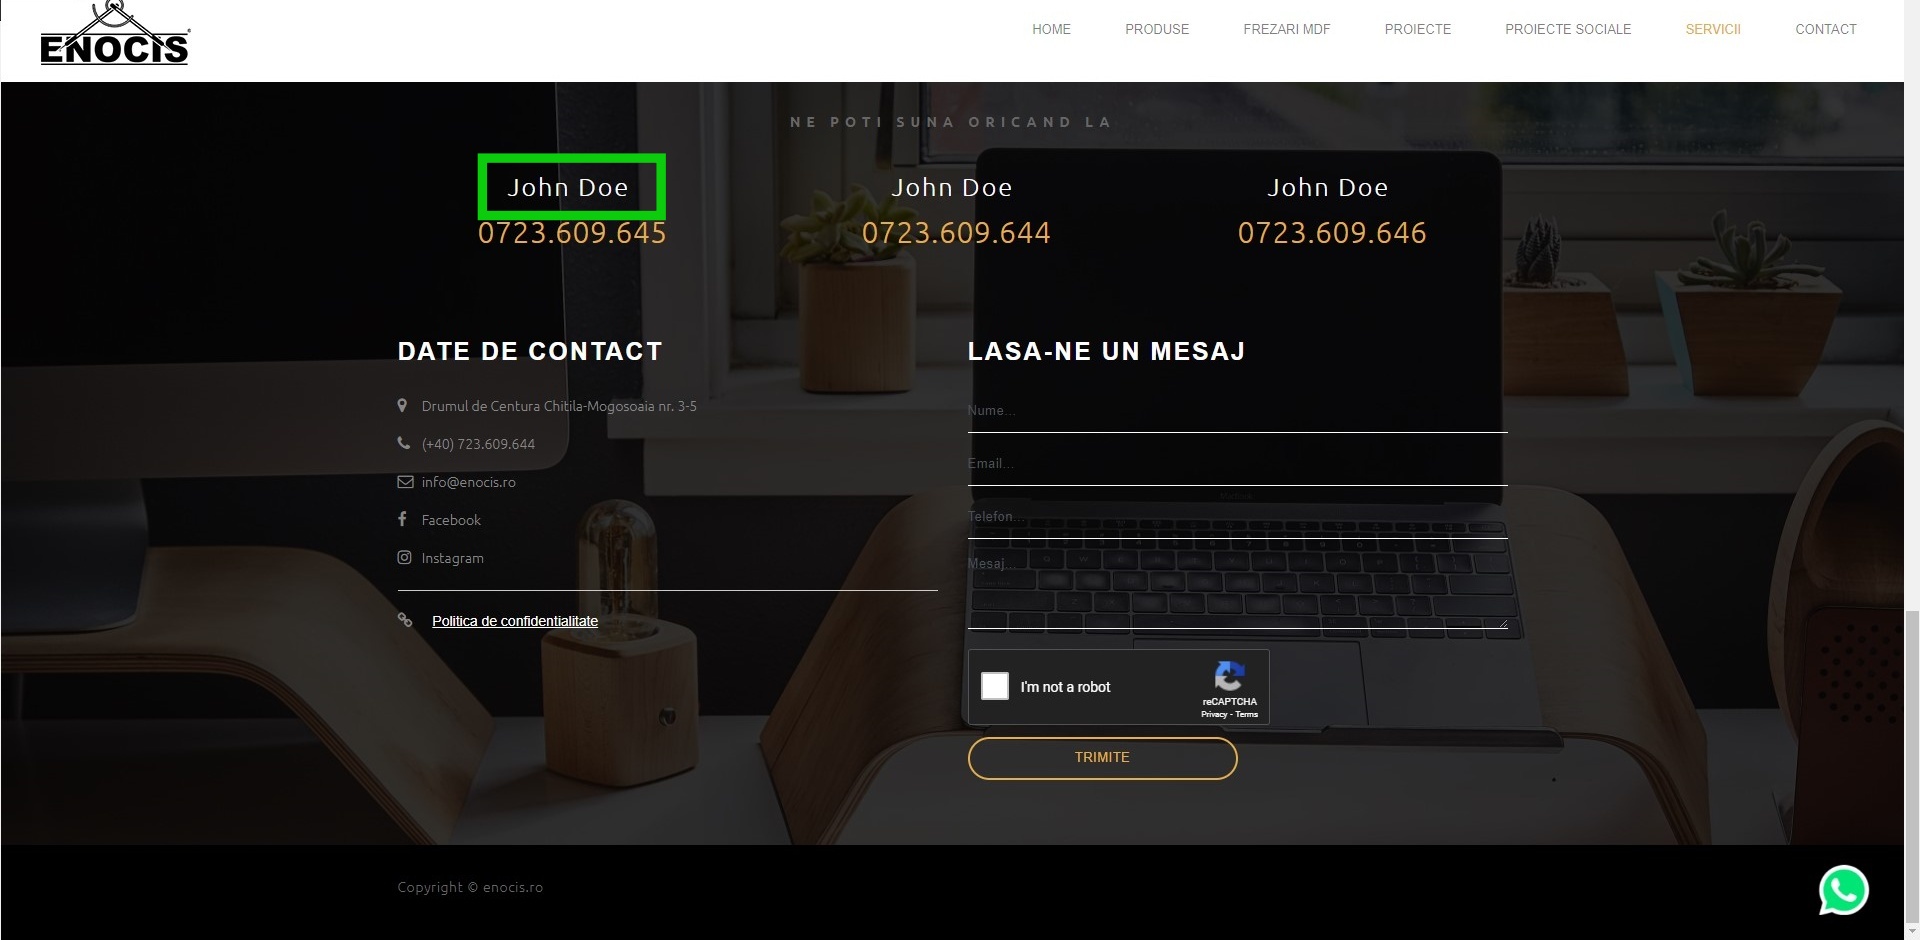 ENOCIS
HOME PRODUSE FREZARI MDF PROIECTE PROIECTE SOCIALE SERVICII CONTACT
NE POTI SUNA ORICAND LA
John Doe
0723.609.645
John Doe
0723.609.644
John Doe
0723.609.646
DATE DE CONTACT
Drumul de Centura Chitila-Mogosoaia nr. 3-5
(+40) 723.609.644
info@enocis.ro
Facebook
Instagram
Politica de confidentialitate
LASA-NE UN MESAJ
Nume...
Email...
Telefon...
Mesaj...
I'm not a robot
reCAPTCHA
Privacy - Terms
TRIMITE
Copyright © enocis.ro